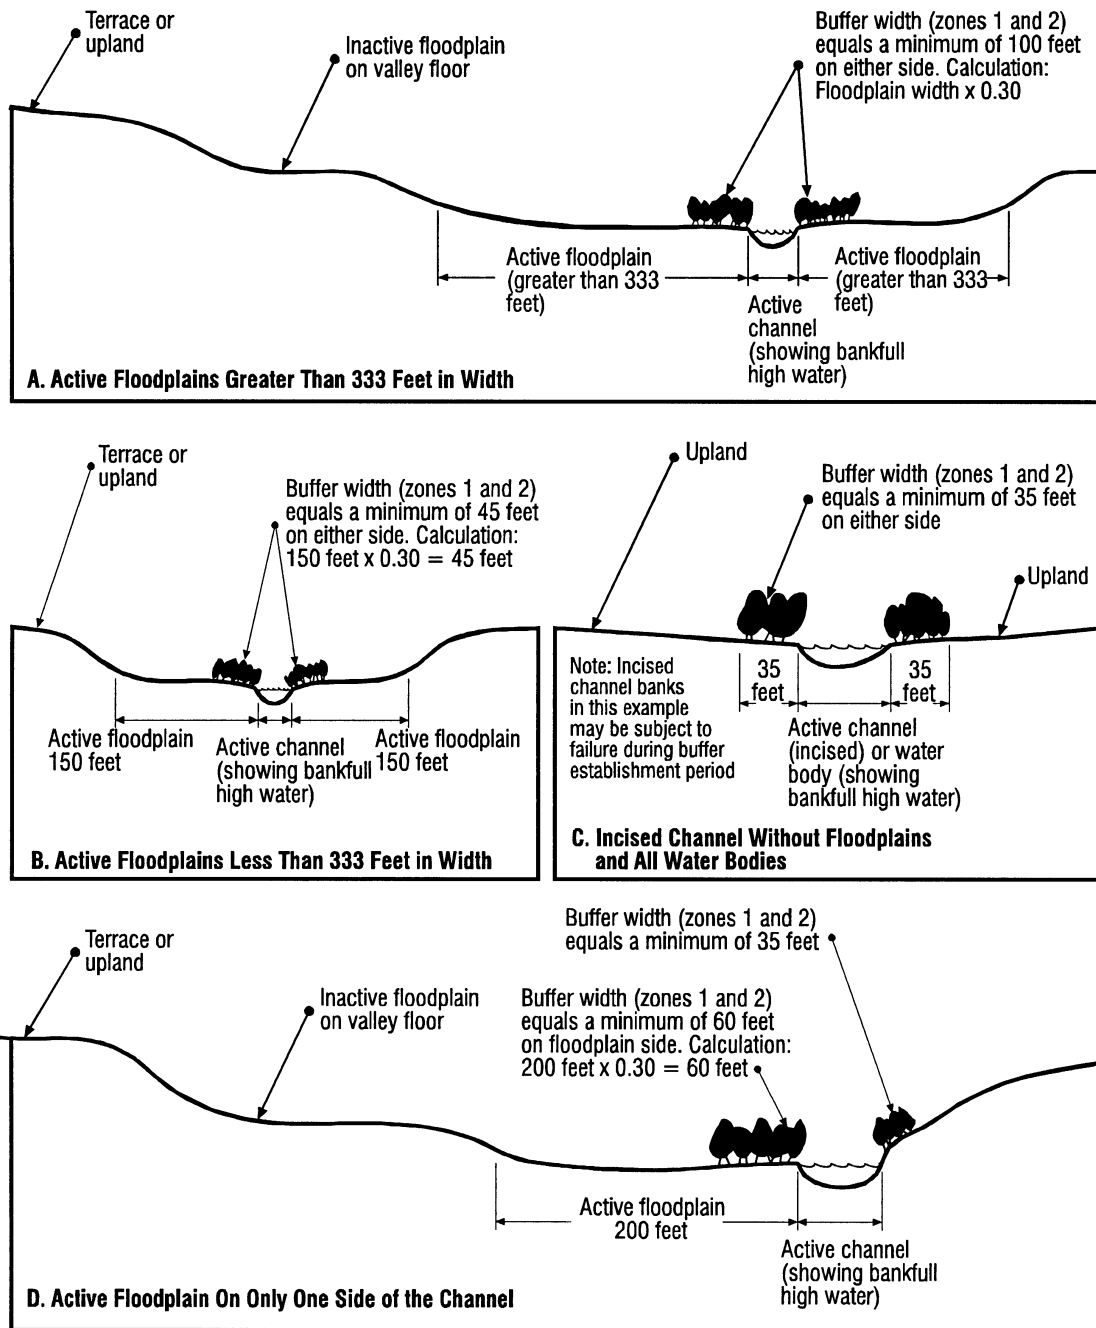 Terrace or
upland
Inactive floodplain
on valley floor
Buffer width (zones 1 and 2)
equals a minimum of 100 feet
on either side. Calculation:
Floodplain width x 0.30
Active floodplain
(greater than 333
feet)
Active
channel
(showing bankfull
high water)
Active floodplain
(greater than 333
feet)
A. Active Floodplains Greater Than 333 Feet in Width
Terrace or
upland
Buffer width (zones 1 and 2)
equals a minimum of 45 feet
on either side. Calculation:
150 feet x 0.30 = 45 feet
Active floodplain
150 feet
Active channel
(showing bankfull
high water)
Active floodplain
150 feet
B. Active Floodplains Less Than 333 Feet in Width
Upland
Buffer width (zones 1 and 2)
equals a minimum of 35 feet
on either side
Upland
Note: Incised
channel banks
in this example
may be subject to
failure during buffer
establishment period
35
feet
35
feet
Active channel
(incised) or water
body (showing
bankfull high water)
C. Incised Channel Without Floodplains
and All Water Bodies
Terrace or
upland
Inactive floodplain
on valley floor
Buffer width (zones 1 and 2)
equals a minimum of 35 feet
Buffer width (zones 1 and 2)
equals a minimum of 60 feet
on floodplain side. Calculation:
200 feet x 0.30 = 60 feet
Active floodplain
200 feet
Active channel
(showing bankfull
high water)
D. Active Floodplain On Only One Side of the Channel